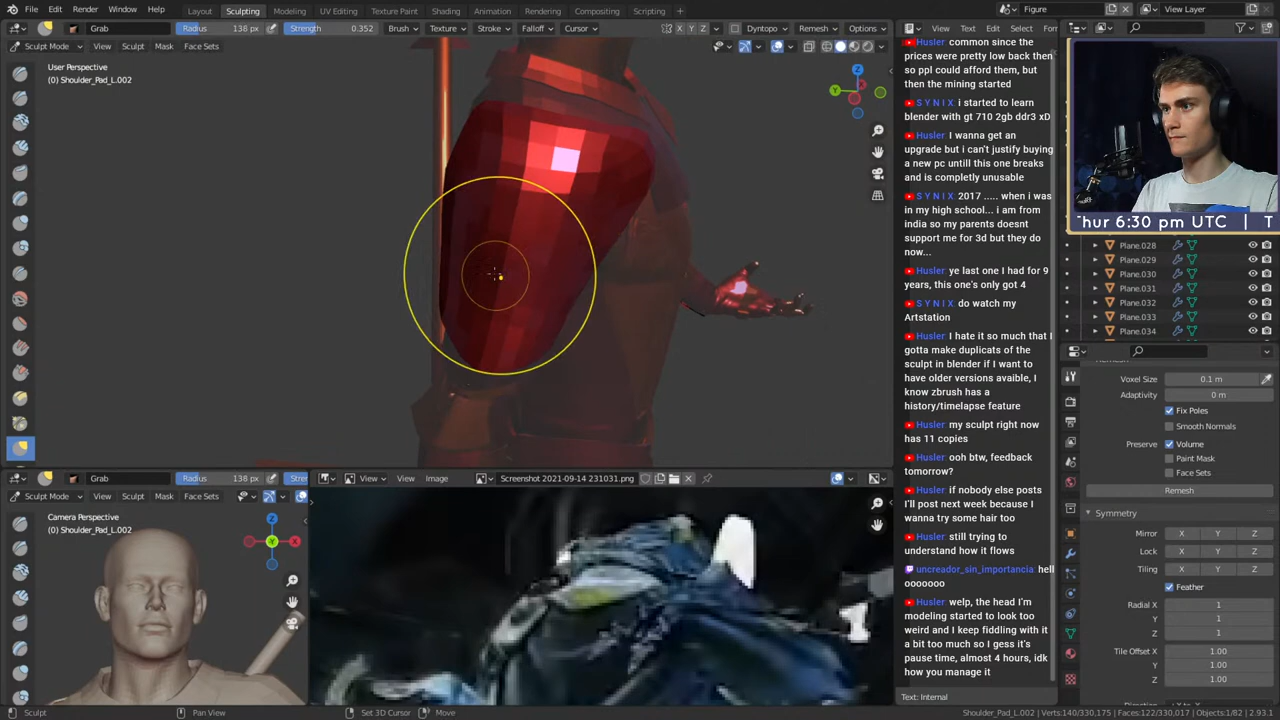 File Edit Render Window Help Layout Sculpting Modeling UV Editing Texture Paint Shading Animation Rendering Compositing Scripting + Figure View Layer
Grab Radius 138 px Strength 0.352 Brush Texture Stroke Falloff Cursor X Y Z Dyntopo Remesh Options View Text Edit Select Format
Sculpt Mode View Sculpt Mask Face Sets
User Perspective
(0) Shoulder_Pad_L.002
Z
Y
Husler common since the
prices were pretty low back then
so ppl could afford them, but
then the mining started
S Y N I X i started to learn
blender with gt 710 2gb ddr3 xD
Husler I wanna get an
upgrade but i can't justify buying
a new pc untill this one breaks
and is completly unusable
S Y N I X 2017 ..... when i was
in my high school... i am from
india so my parents doesnt
support me for 3d but they do
now...
Husler ye last one I had for 9
years, this one's only got 4
S Y N I X do watch my
Artstation
Husler I hate it so much that I
gotta make duplicats of the
sculpt in blender if I want to
have older versions avaible, I
know zbrush has a
history/timelapse feature
Husler my sculpt right now
has 11 copies
Husler ooh btw, feedback
tomorrow?
Husler if nobody else posts
I'll post next week because I
wanna try some hair too
Husler still trying to
understand how it flows
uncreador_sin_importancia hell
ooooooo
Husler welp, the head I'm
modeling started to look too
weird and I keep fiddling with it
a bit too much so I gess it's
pause time, almost 4 hours, idk
how you manage it
Text: Internal
Thur 6:30 pm UTC | T
Plane.028
Plane.029
Plane.030
Plane.031
Plane.032
Plane.033
Plane.034
Remesh
Voxel Size 0.1 m
Adaptivity 0 m
Fix Poles
Smooth Normals
Preserve Volume
Paint Mask
Face Sets
Remesh
Symmetry
Mirror X Y Z
Lock X Y Z
Tiling X Y Z
Feather
Radial X 1
Y 1
Z 1
Tile Offset X 1.00
Y 1.00
Z 1.00
Grab Radius 138 px
Sculpt Mode View Sculpt Mask Face Sets
Camera Perspective
(0) Shoulder_Pad_L.002
Z
Y
X
View View Image Screenshot 2021-09-14 231031.png
1
Sculpt Pan View Set 3D Cursor Move Shoulder_Pad_L.002 | Verts:140/330,175 | Faces:122/330,017 | Objects:1/82 | 2.93.1